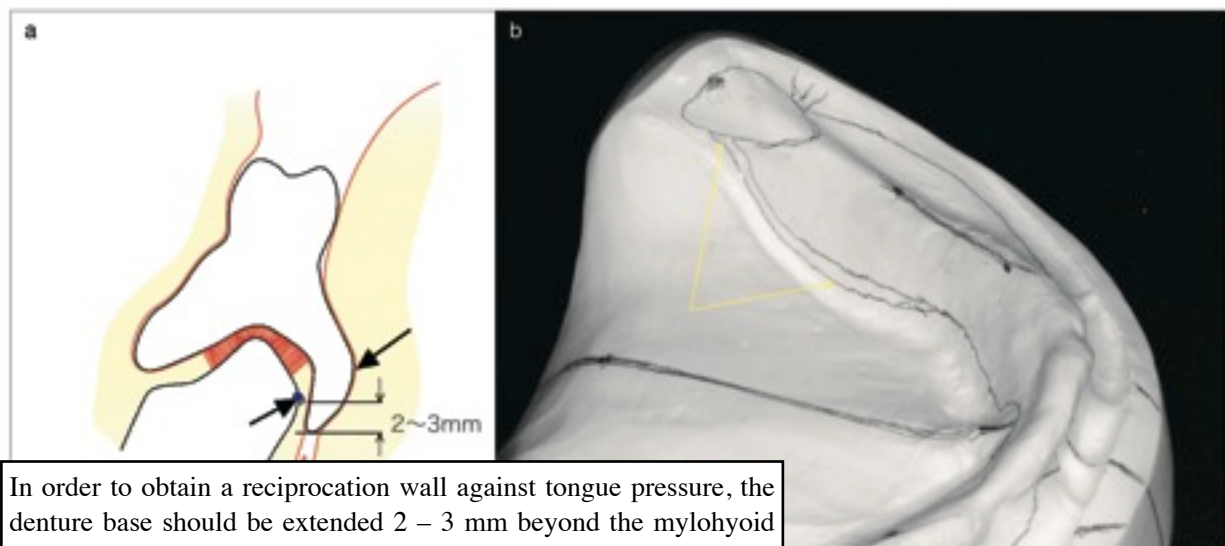 a
b
2～3mm
In order to obtain a reciprocation wall against tongue pressure, the
denture base should be extended 2 – 3 mm beyond the mylohyoid